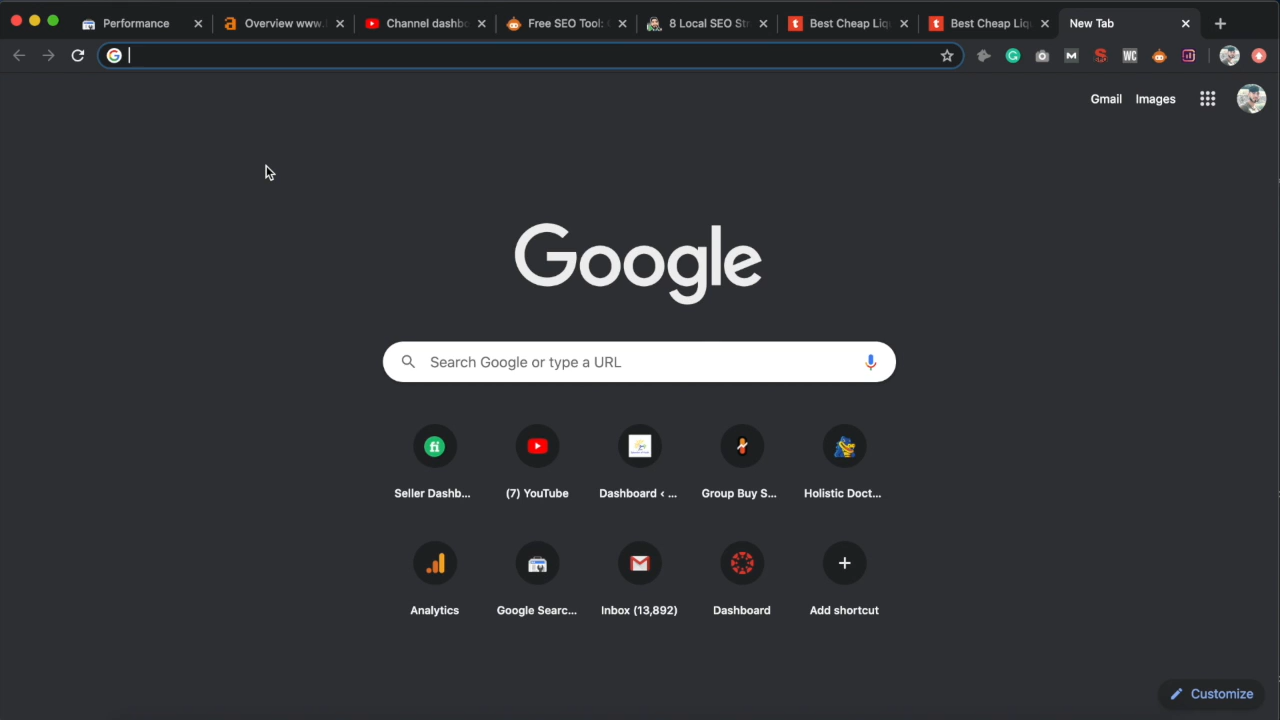 Performance
Overview www.
Channel dashbo
Free SEO Tool:
8 Local SEO St
Best Cheap Liq
Best Cheap Liq
New Tab
Gmail Images
Google
Search Google or type a URL
Seller Dashb...
(7) YouTube
Dashboard ‹ ...
Group Buy S...
Holistic Doct...
Analytics
Google Searc...
Inbox (13,892)
Dashboard
Add shortcut
Customize